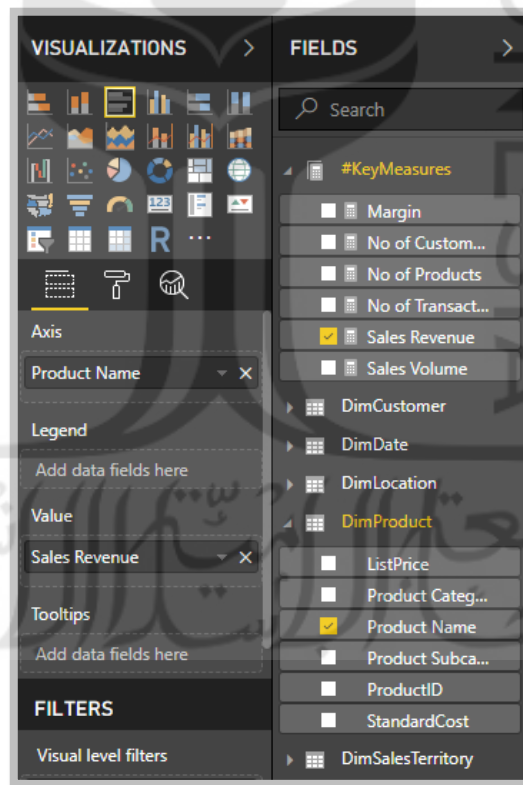 VISUALIZATIONS
123
R
Axis
Product Name
Legend
Add data fields here
Value
Sales Revenue
Tooltips
Add data fields here
FILTERS
Visual level filters
FIELDS
Search
#KeyMeasures
Margin
No of Custom...
No of Products
No of Transact...
Sales Revenue
Sales Volume
DimCustomer
DimDate
DimLocation
DimProduct
ListPrice
Product Categ...
Product Name
Product Subca...
ProductID
StandardCost
DimSalesTerritory